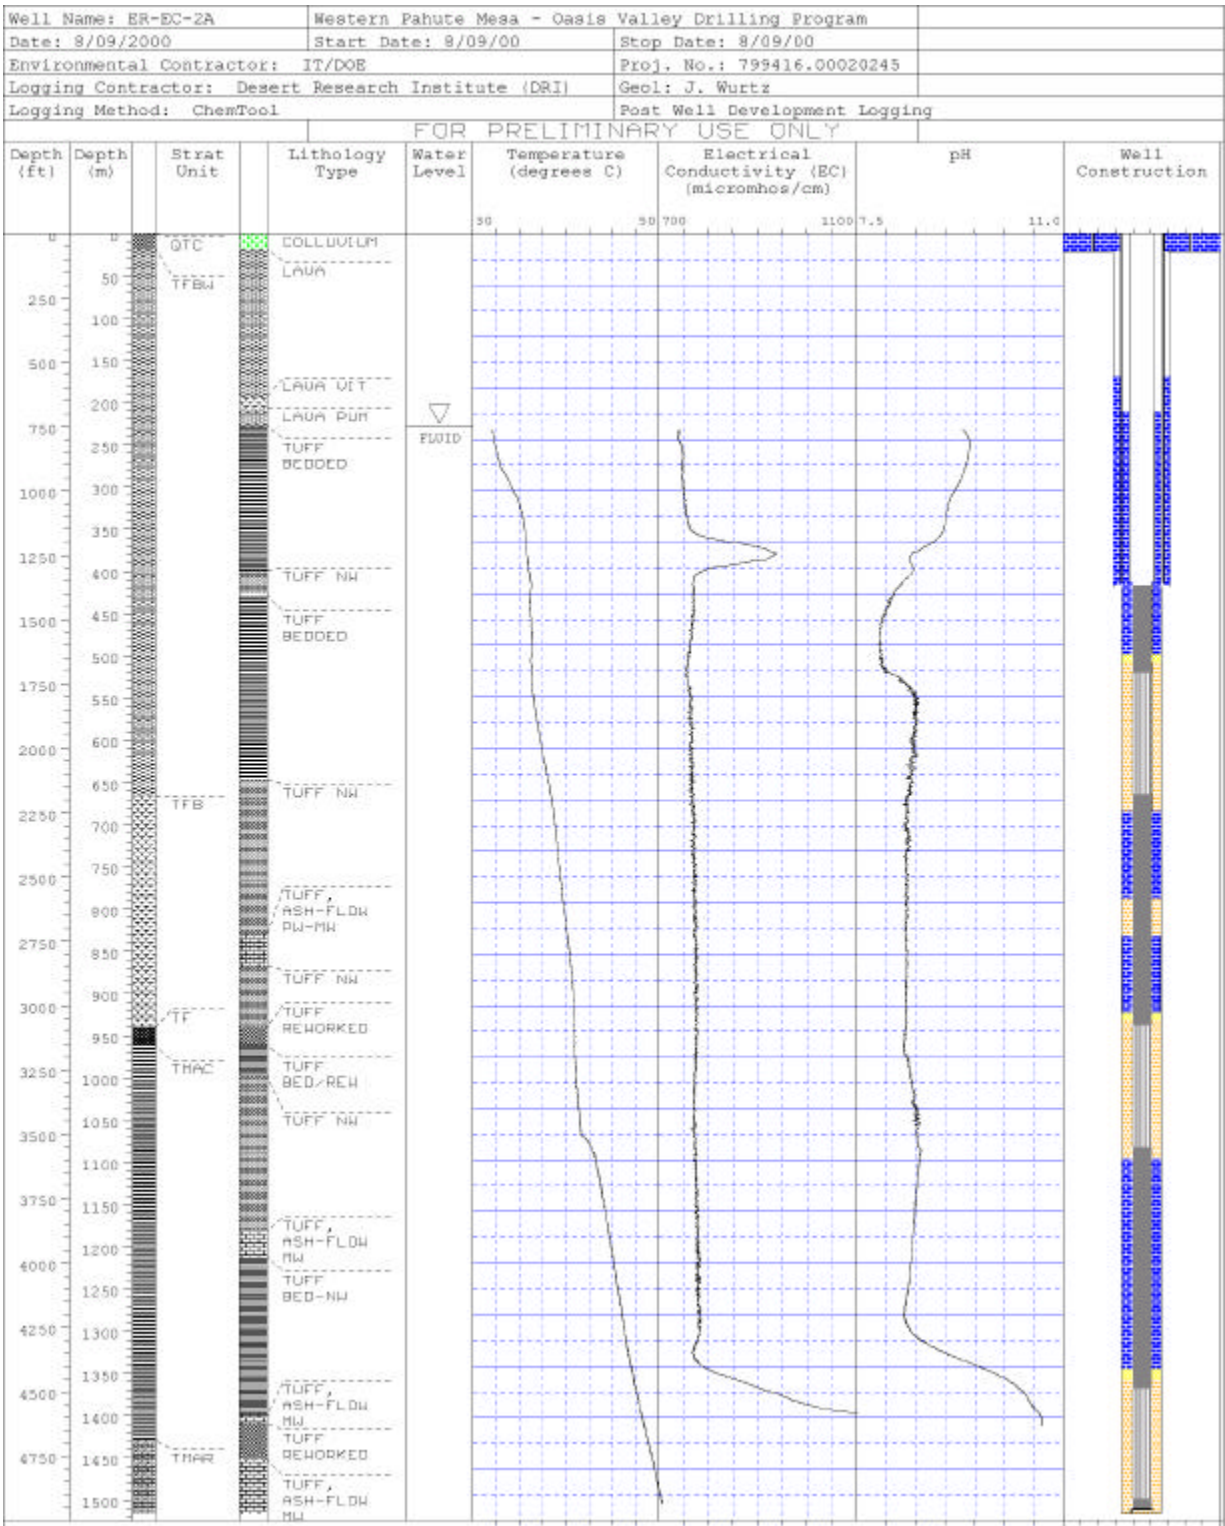 Well Name: ER-EC-2A
Western Pahute Mesa - Oasis Valley Drilling Program
Date: 8/09/2000
Start Date: 8/09/00
Stop Date: 8/09/00
Environmental Contractor: IT/DOE
Proj. No.: 799416.00020245
Logging Contractor: Desert Research Institute (DRI)
Geol: J. Wurtz
Logging Method: ChemTool
Post Well Development Logging
FOR PRELIMINARY USE ONLY
Depth (ft)
Depth (m)
Strat Unit
Lithology Type
Water Level
Temperature (degrees C)
Electrical Conductivity (EC) (micromhos/cm)
pH
Well Construction
30
50
700
1100
7.5
11.0
0
250
500
750
1000
1250
1500
1750
2000
2250
2500
2750
3000
3250
3500
3750
4000
4250
4500
4750
0
50
100
150
200
250
300
350
400
450
500
550
600
650
700
750
800
850
900
950
1000
1050
1100
1150
1200
1250
1300
1350
1400
1450
1500
QTC
TFBW
TFB
TF
TMAC
TMAR
COLLUVIUM
LAVA
LAVA VIT
LAVA PUM
TUFF
BEDDED
TUFF NW
TUFF
BEDDED
TUFF NW
TUFF,
ASH-FLOW
PW-MW
TUFF NW
TUFF
REWORKED
TUFF
BED/REW
TUFF NW
TUFF,
ASH-FLOW
MW
TUFF
BED-NW
TUFF,
ASH-FLOW
MW
TUFF
REWORKED
TUFF,
ASH-FLOW
MW
FLUID